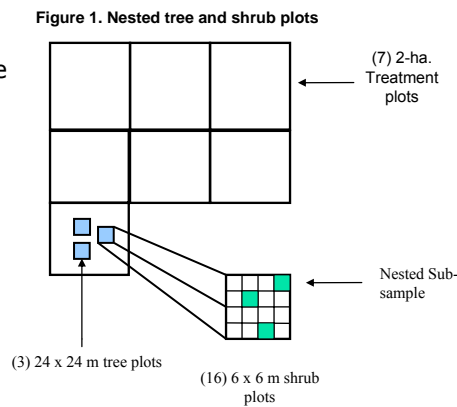 Figure 1. Nested tree and shrub plots
e
(7) 2-ha.
Treatment
plots
Nested Sub-
sample
(3) 24 x 24 m tree plots
(16) 6 x 6 m shrub
plots